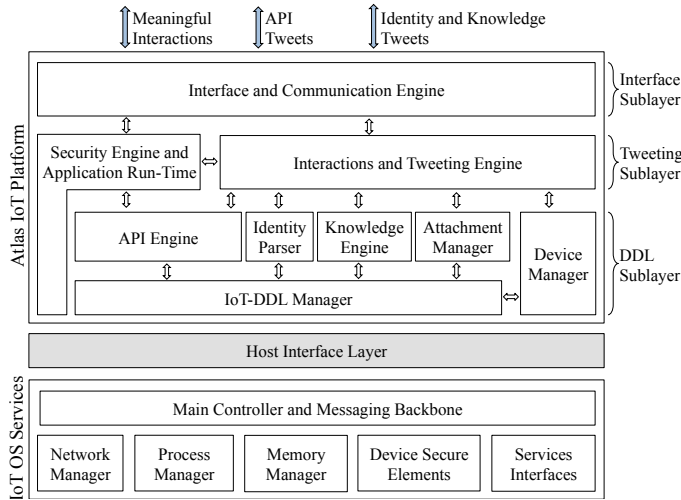 Meaningful
Interactions
API
Tweets
Identity and Knowledge
Tweets
Atlas IoT Platform
Interface and Communication Engine
Interface
Sublayer
Security Engine and
Application Run-Time
Interactions and Tweeting Engine
Tweeting
Sublayer
API Engine
Identity
Parser
Knowledge
Engine
Attachment
Manager
Device
Manager
DDL
Sublayer
IoT-DDL Manager
Host Interface Layer
IoT OS Services
Main Controller and Messaging Backbone
Network
Manager
Process
Manager
Memory
Manager
Device Secure
Elements
Services
Interfaces